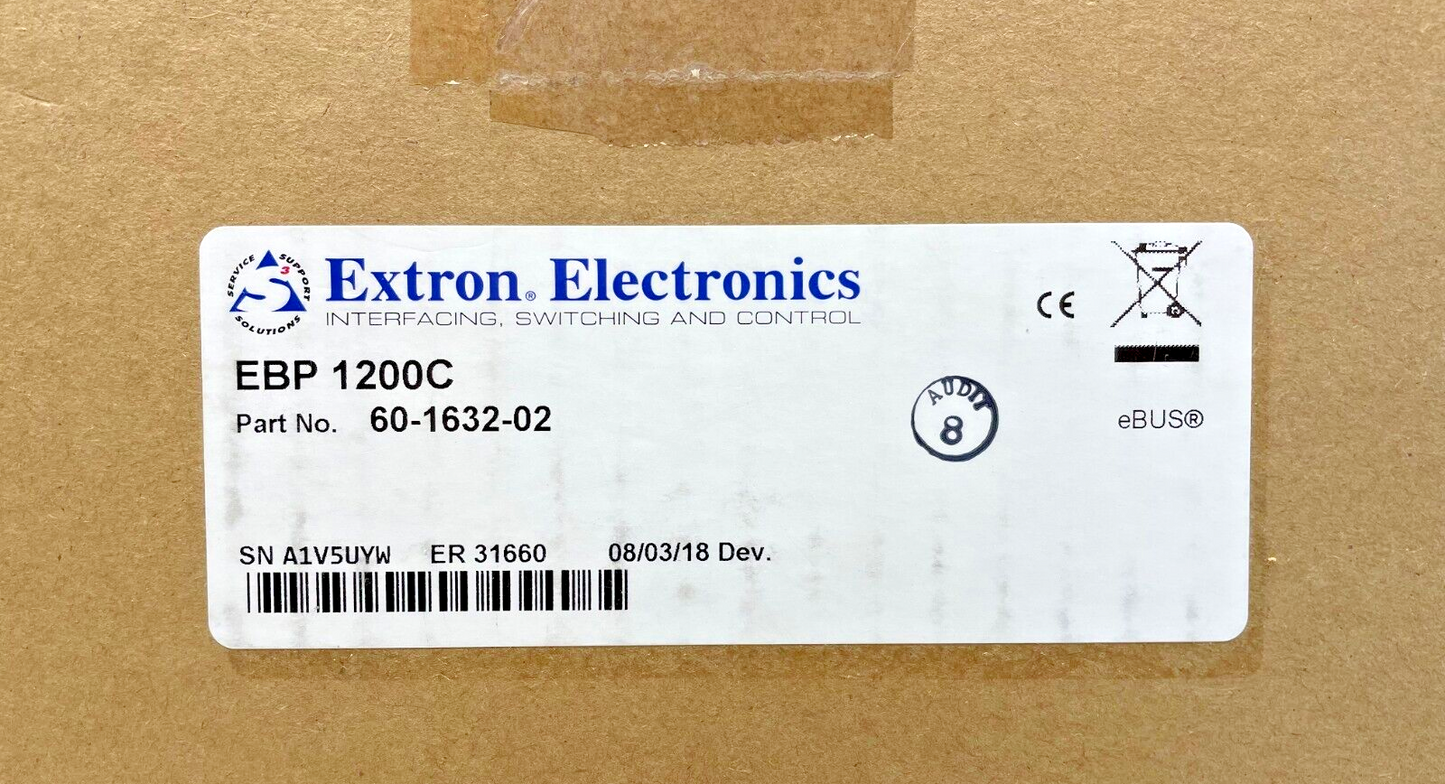 SERVICE SUPPORT SOLUTIONS
S3
Extron® Electronics
INTERFACING, SWITCHING AND CONTROL
CE
EBP 1200C
Part No. 60-1632-02
AUDIT
8
eBUS®
SN A1V5UYW ER 31660 08/03/18 Dev.